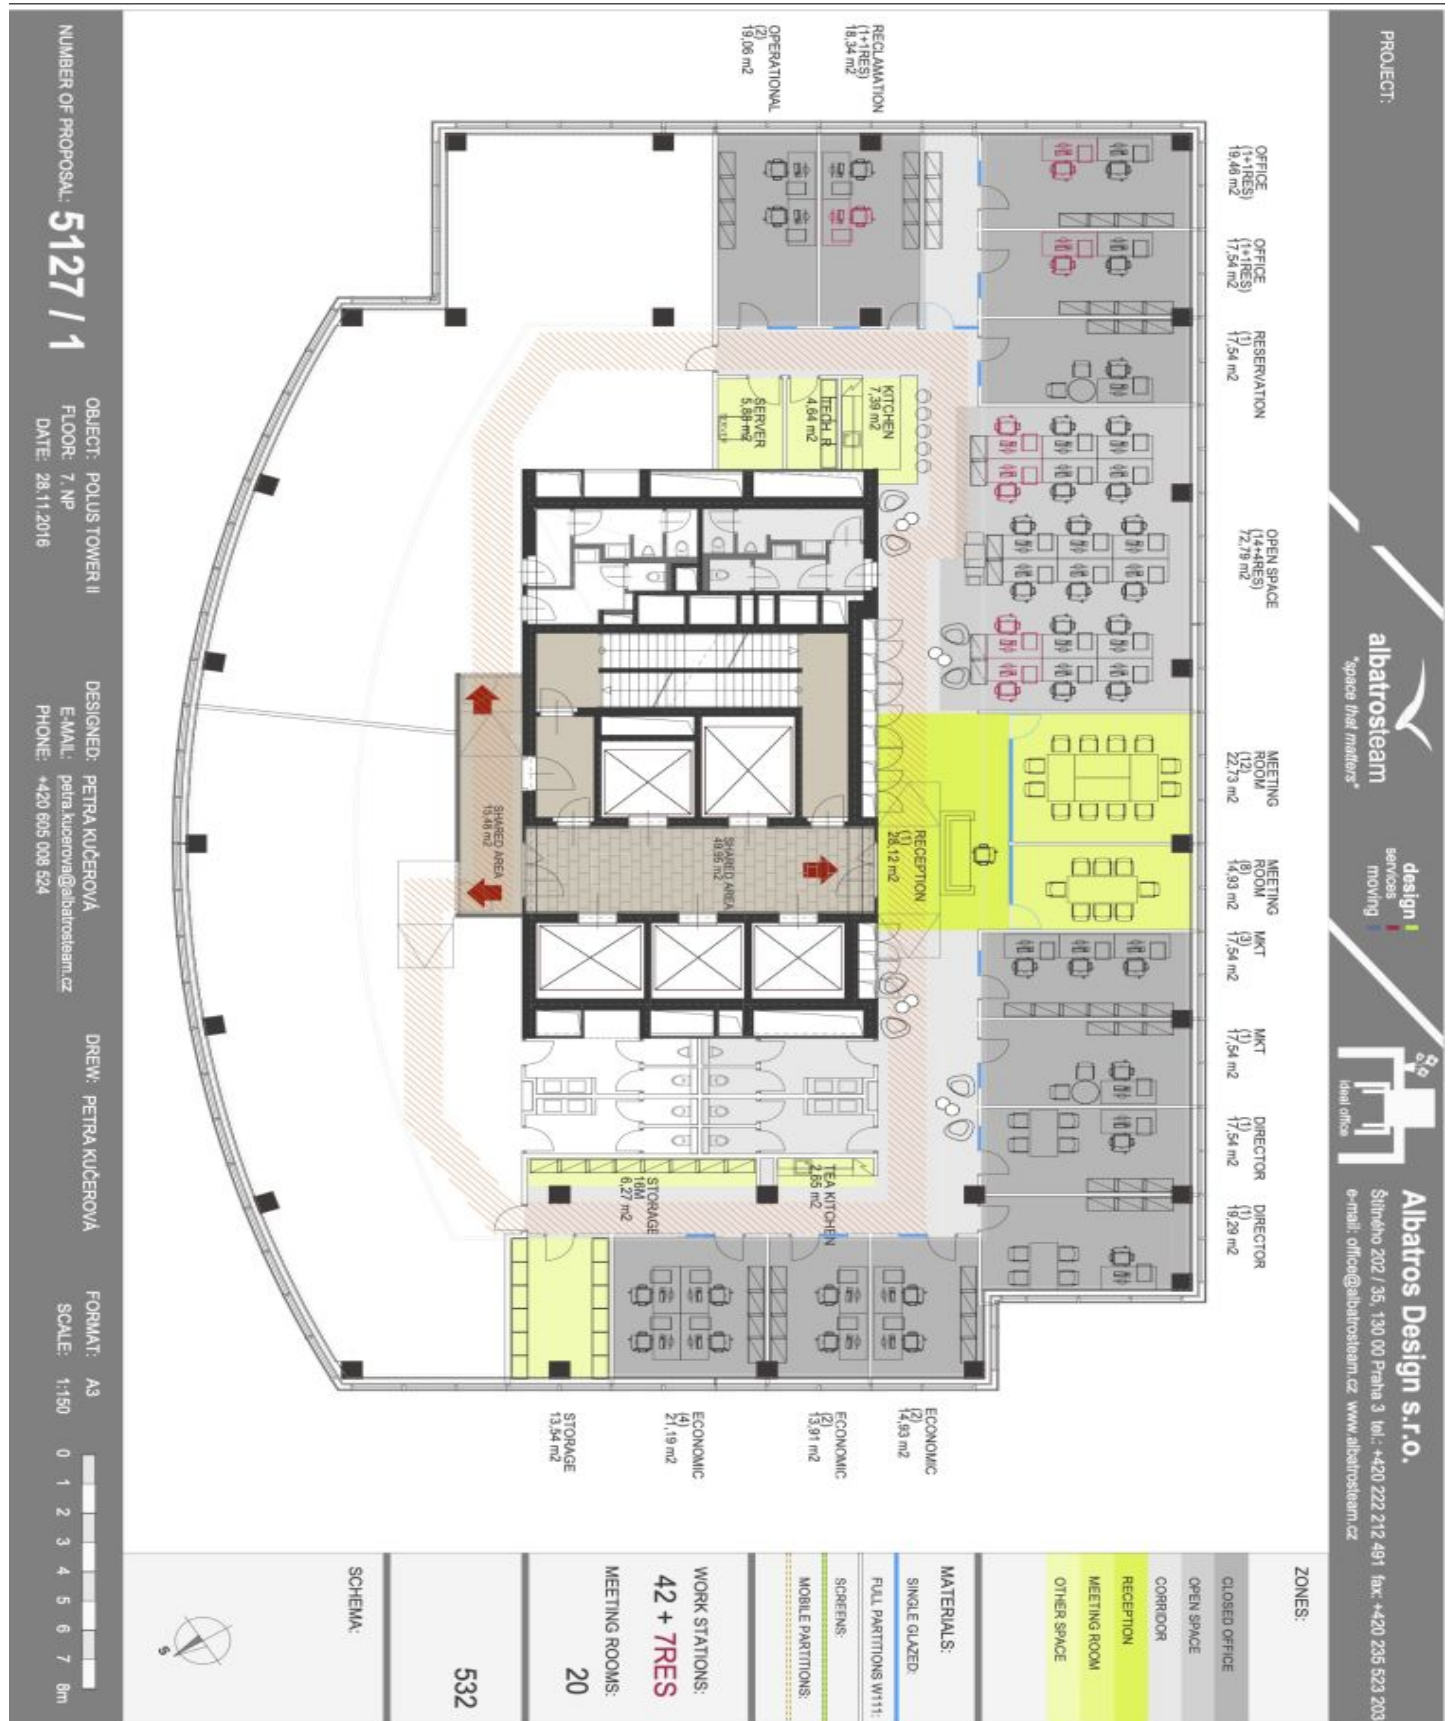 PROJECT:
albatrosteam
"space that matters"
design
services
moving
ideal office
Albatros Design s.r.o.
Štítného 202 / 35, 130 00 Praha 3 tel.: +420 222 212 491 fax: +420 235 523 203
e-mail: office@albatrosteam.cz www.albatrosteam.cz
OFFICE
(1+1RES)
19,46 m2
OFFICE
(1+1RES)
17,54 m2
RESERVATION
(1)
17,54 m2
OPEN SPACE
(14+4RES)
72,79 m2
MEETING
ROOM
(12)
22,73 m2
MEETING
ROOM
(8)
14,93 m2
MKT
(3)
17,54 m2
MKT
(1)
17,54 m2
DIRECTOR
(1)
17,54 m2
DIRECTOR
(1)
19,29 m2
RECLAMATION
(1+1RES)
18,34 m2
OPERATIONAL
(2)
19,06 m2
KITCHEN
7,39 m2
TECH.R
4,64 m2
SERVER
5,88 m2
SERVER
RECEPTION
(1)
28,12 m2
SHARED AREA
49,95 m2
SHARED AREA
15,48 m2
TEA KITCHEN
2,65 m2
STORAGE
16M
6,27 m2
ECONOMIC
(2)
14,93 m2
ECONOMIC
(2)
13,91 m2
ECONOMIC
(4)
21,19 m2
STORAGE
13,54 m2
ZONES:
CLOSED OFFICE
OPEN SPACE
CORRIDOR
RECEPTION
MEETING ROOM
OTHER SPACE
MATERIALS:
SINGLE GLAZED:
FULL PARTITIONS W111:
SCREENS:
MOBILE PARTITIONS:
WORK STATIONS:
42 + 7RES
MEETING ROOMS:
20
532
SCHEMA:
S
NUMBER OF PROPOSAL: 5127 / 1
OBJECT: POLUS TOWER II
FLOOR: 7. NP
DATE: 28.11.2016
DESIGNED: PETRA KUČEROVÁ
E-MAIL: petra.kucerova@albatrosteam.cz
PHONE: +420 605 008 524
DREW: PETRA KUČEROVÁ
FORMAT: A3
SCALE: 1:150
0 1 2 3 4 5 6 7 8m